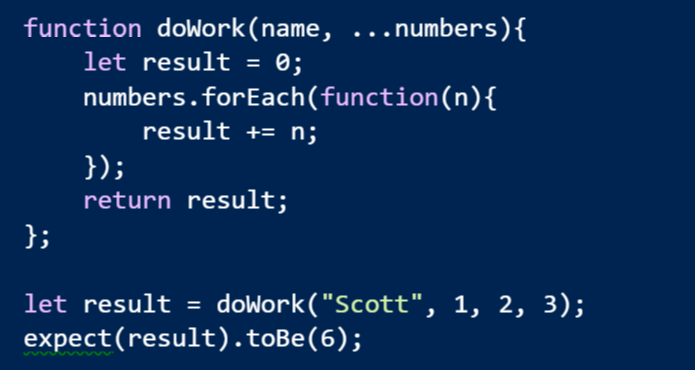 function doWork(name, ...numbers){
    let result = 0;
    numbers.forEach(function(n){
        result += n;
    });
    return result;
};

let result = doWork("Scott", 1, 2, 3);
expect(result).toBe(6);